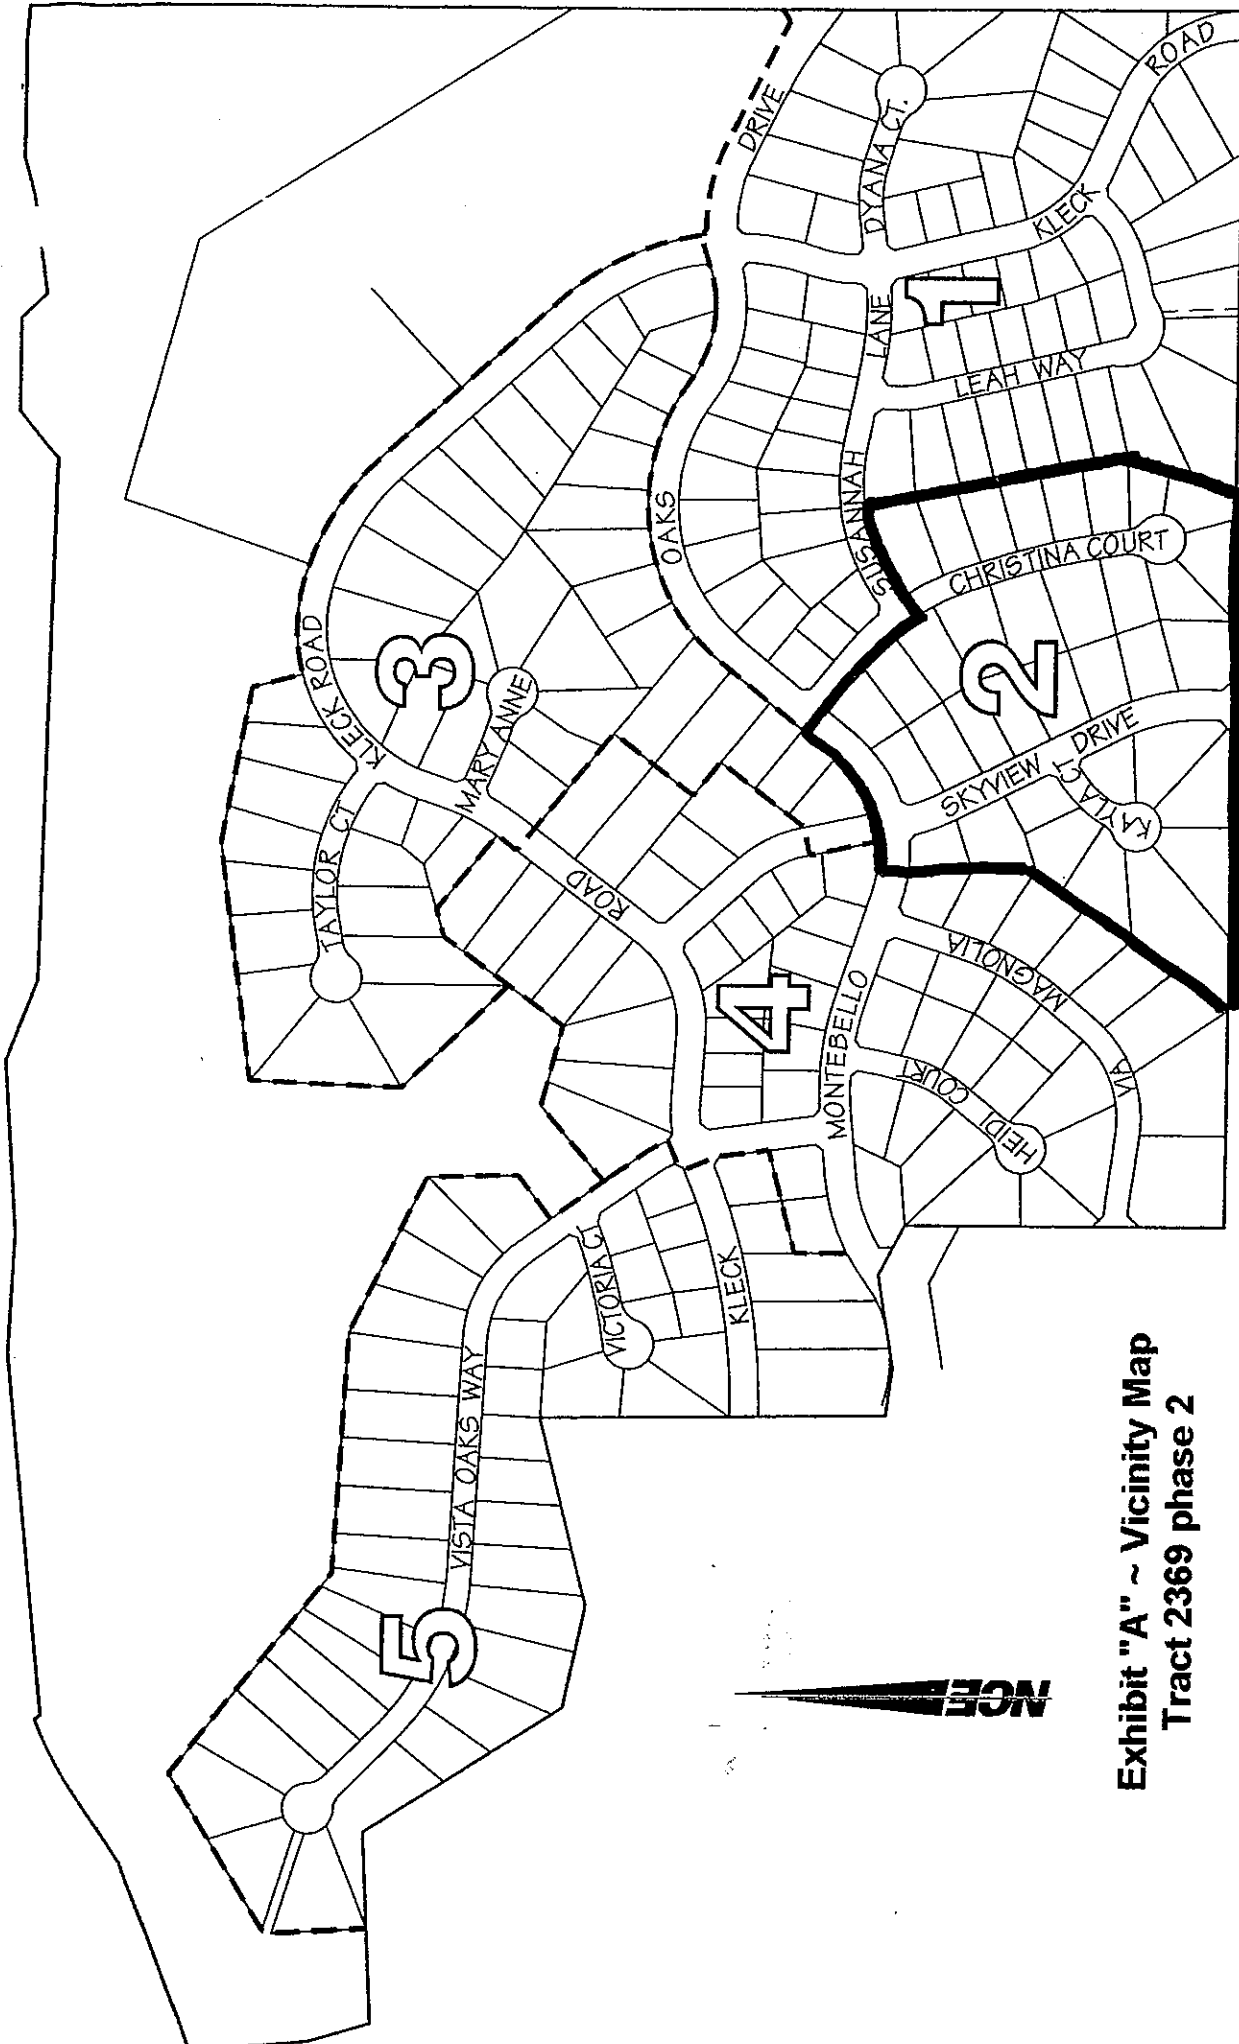 5
VISTA OAKS WAY
VICTORIA CT
KLECK
TAYLOR CT
KLECK ROAD
3
MARY ANNE
ROAD
4
MONTEBELLO
HEIDI COURT
VIA MAGNOLIA
OAKS DRIVE
SUSANNAH LANE
DYANA CT.
KLECK ROAD
1
LEAH WAY
CHRISTINA COURT
2
SKYVIEW DRIVE
KAYLA CT
NCE
Exhibit "A" ~ Vicinity Map
Tract 2369 phase 2